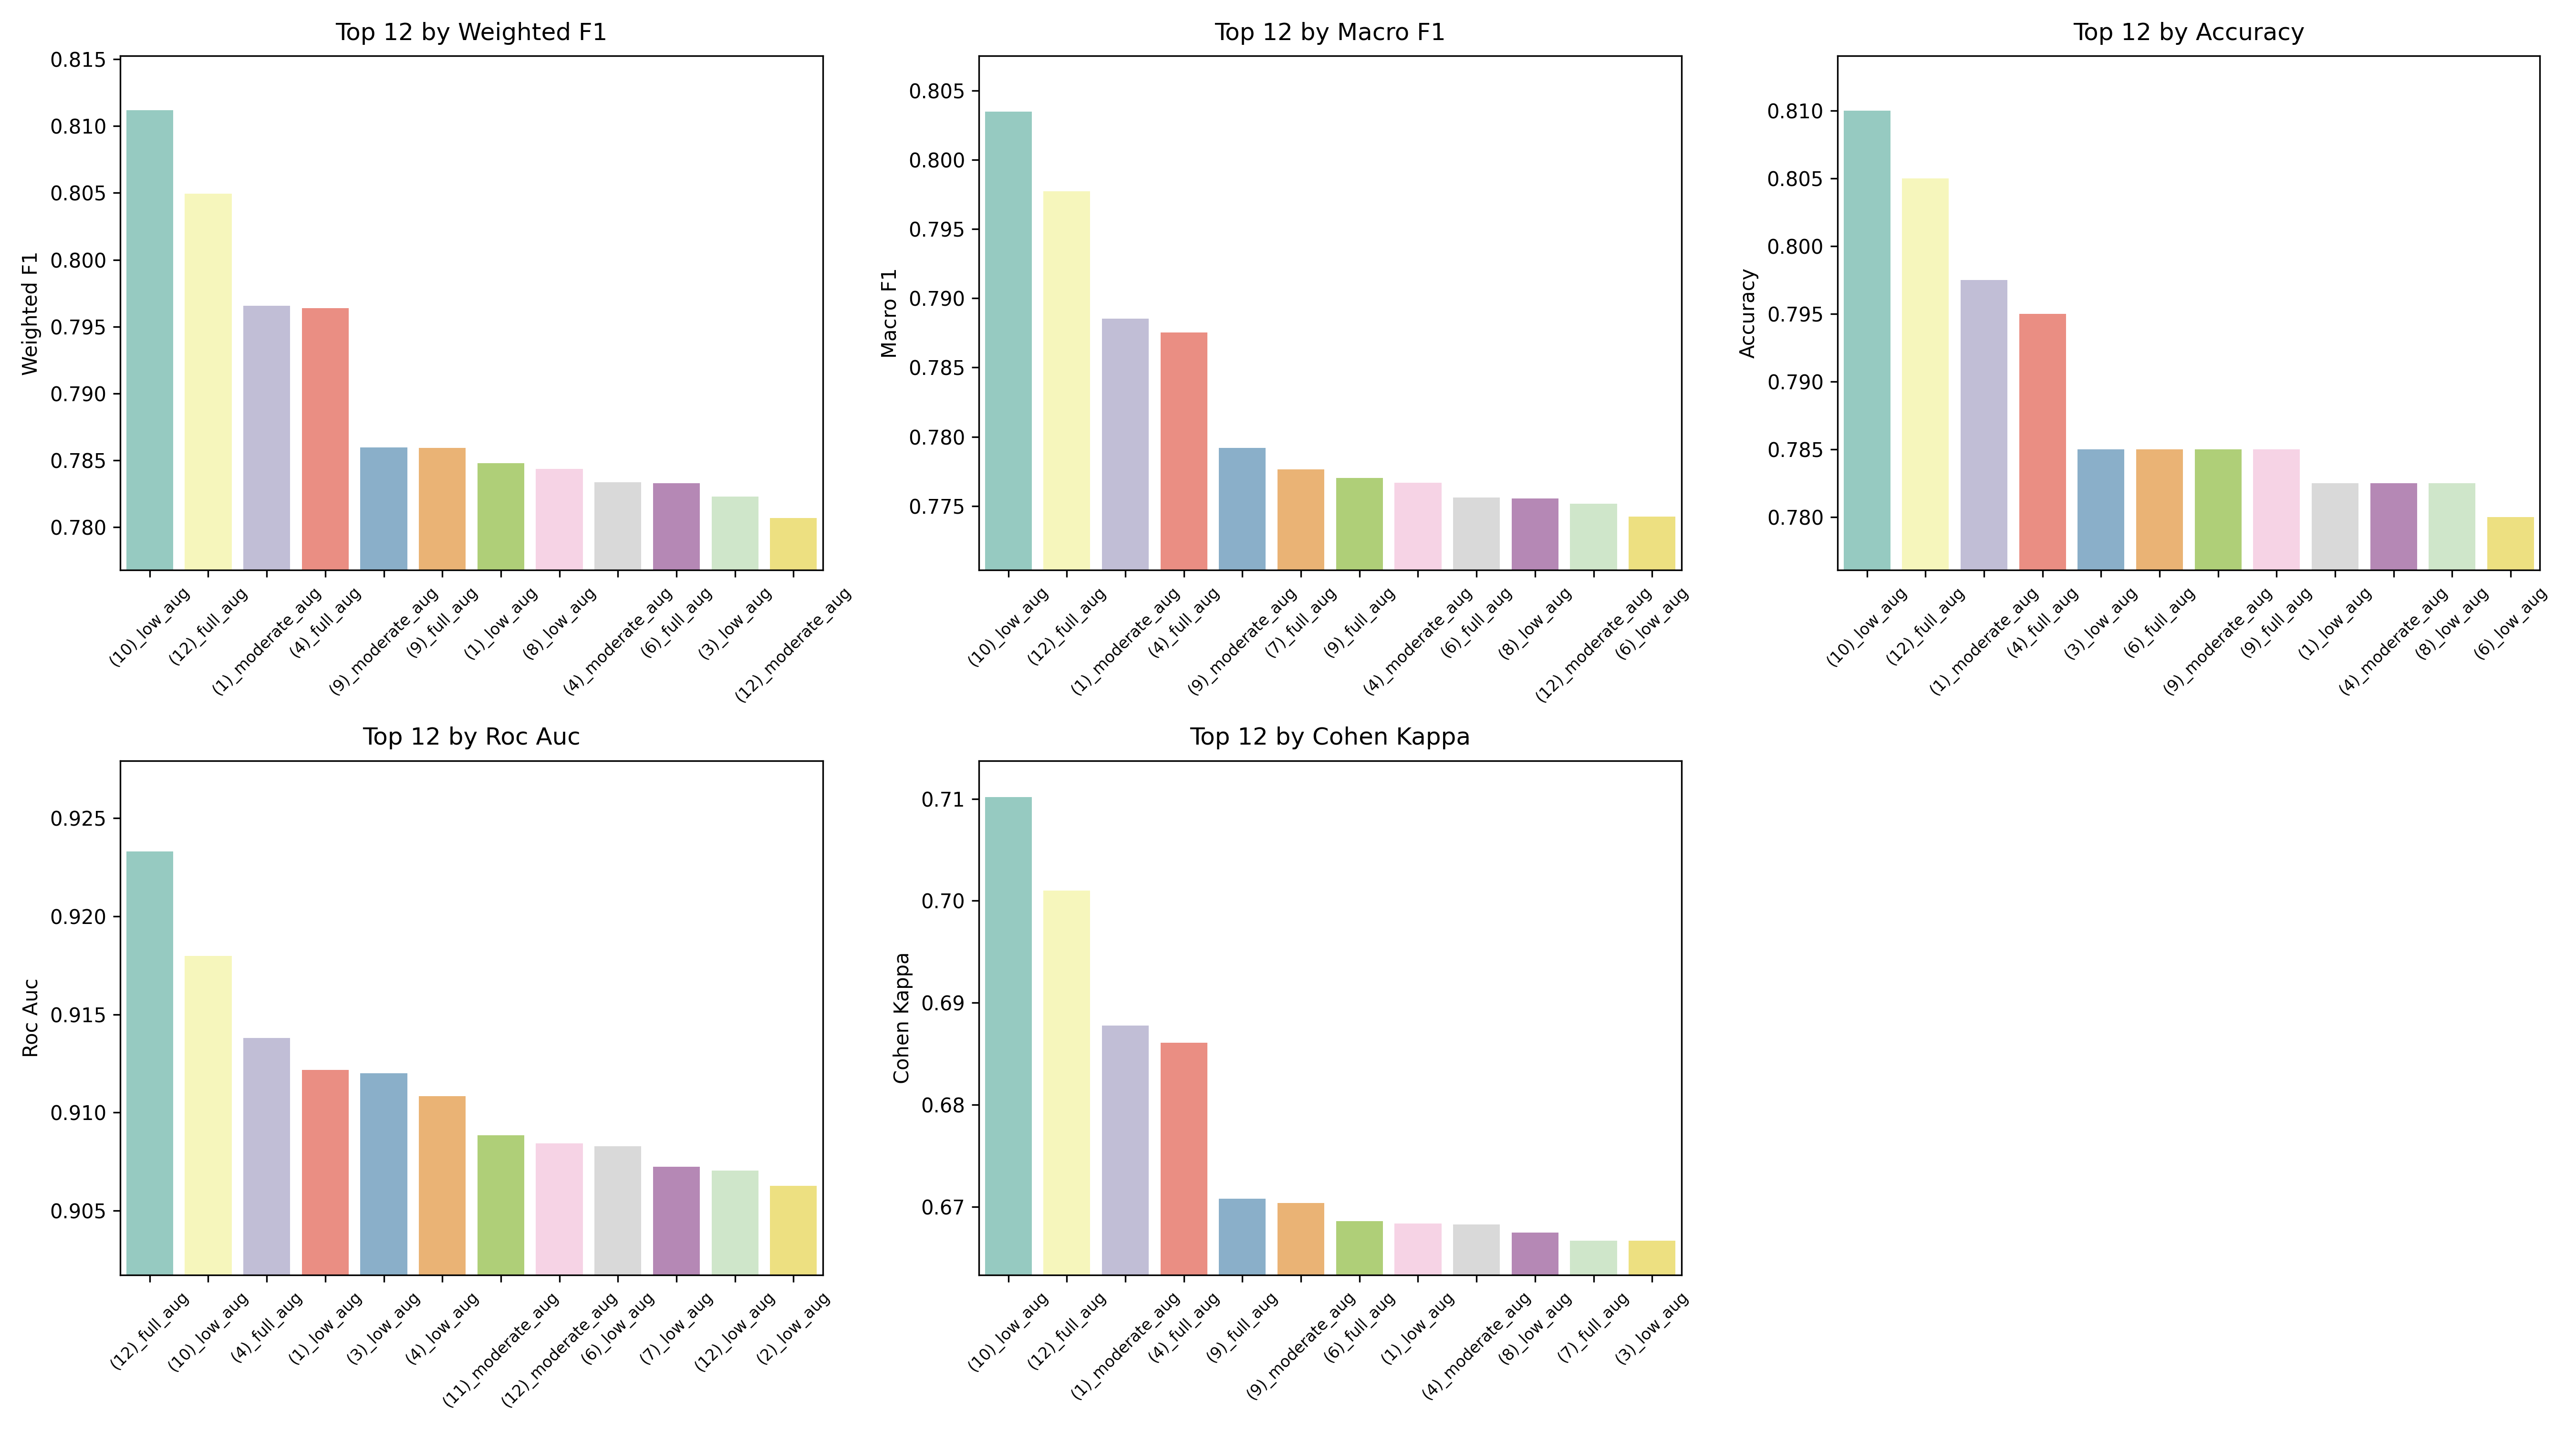 Top 12 by Weighted F1
Weighted F1
0.815
0.810
0.805
0.800
0.795
0.790
0.785
0.780
(10)_low_aug
(12)_full_aug
(1)_moderate_aug
(4)_full_aug
(9)_moderate_aug
(9)_full_aug
(1)_low_aug
(8)_low_aug
(4)_moderate_aug
(6)_full_aug
(3)_low_aug
(12)_moderate_aug
Top 12 by Macro F1
Macro F1
0.805
0.800
0.795
0.790
0.785
0.780
0.775
(10)_low_aug
(12)_full_aug
(1)_moderate_aug
(4)_full_aug
(9)_moderate_aug
(7)_full_aug
(9)_full_aug
(4)_moderate_aug
(6)_full_aug
(8)_low_aug
(12)_moderate_aug
(6)_low_aug
Top 12 by Accuracy
Accuracy
0.810
0.805
0.800
0.795
0.790
0.785
0.780
(10)_low_aug
(12)_full_aug
(1)_moderate_aug
(4)_full_aug
(3)_low_aug
(6)_full_aug
(9)_moderate_aug
(9)_full_aug
(1)_low_aug
(4)_moderate_aug
(8)_low_aug
(6)_low_aug
Top 12 by Roc Auc
Roc Auc
0.925
0.920
0.915
0.910
0.905
(12)_full_aug
(10)_low_aug
(4)_full_aug
(1)_low_aug
(3)_low_aug
(4)_low_aug
(11)_moderate_aug
(12)_moderate_aug
(6)_low_aug
(7)_low_aug
(12)_low_aug
(2)_low_aug
Top 12 by Cohen Kappa
Cohen Kappa
0.71
0.70
0.69
0.68
0.67
(10)_low_aug
(12)_full_aug
(1)_moderate_aug
(4)_full_aug
(9)_full_aug
(9)_moderate_aug
(6)_full_aug
(1)_low_aug
(4)_moderate_aug
(8)_low_aug
(7)_full_aug
(3)_low_aug